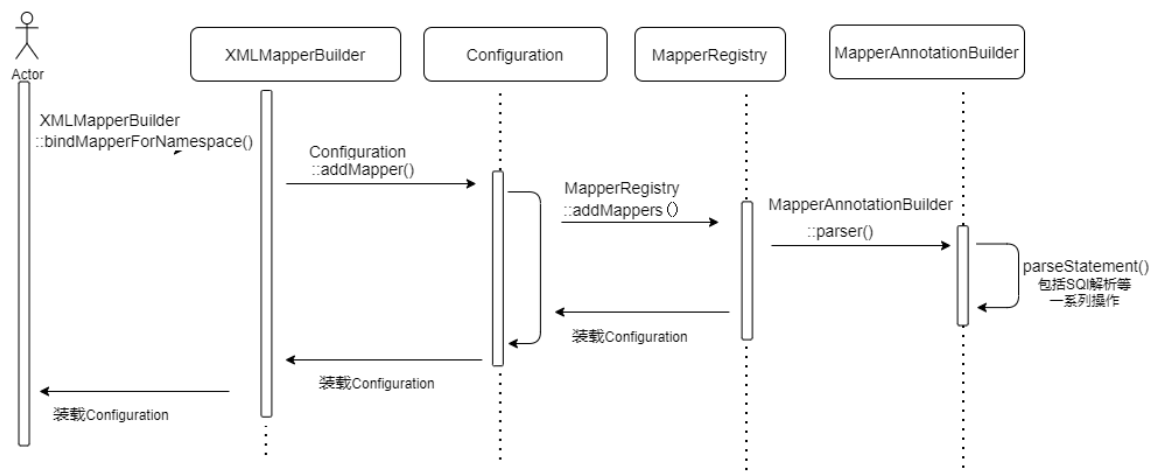 Actor
XMLMapperBuilder
Configuration
MapperRegistry
MapperAnnotationBuilder
XMLMapperBuilder
::bindMapperForNamespace()
Configuration
::addMapper()
MapperRegistry
::addMappers ()
MapperAnnotationBuilder
::parser()
parseStatement()
包括SQl解析等
一系列操作
装载Configuration
装载Configuration
装载Configuration